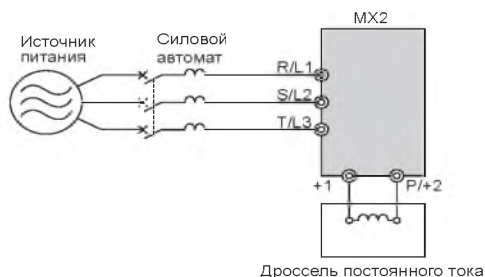 MX2
Источник
питания
Силовой
автомат
R/L1
S/L2
T/L3
+1
P/+2
Дроссель постоянного тока